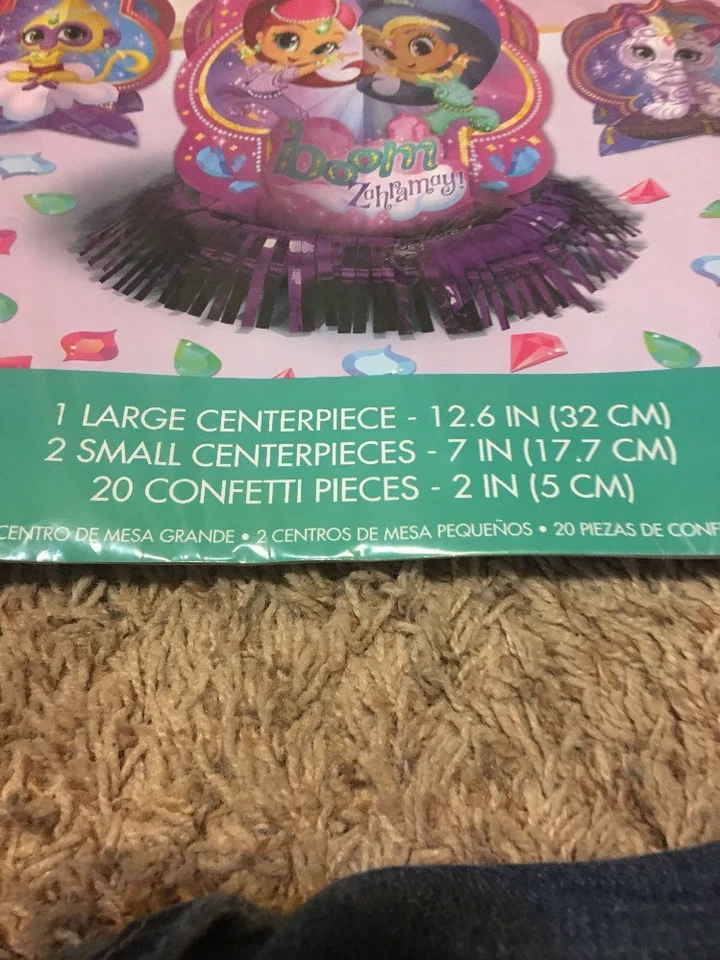 boom
Zahramay!
1 LARGE CENTERPIECE - 12.6 IN (32 CM)
2 SMALL CENTERPIECES - 7 IN (17.7 CM)
20 CONFETTI PIECES - 2 IN (5 CM)
CENTRO DE MESA GRANDE • 2 CENTROS DE MESA PEQUEÑOS • 20 PIEZAS DE CONF